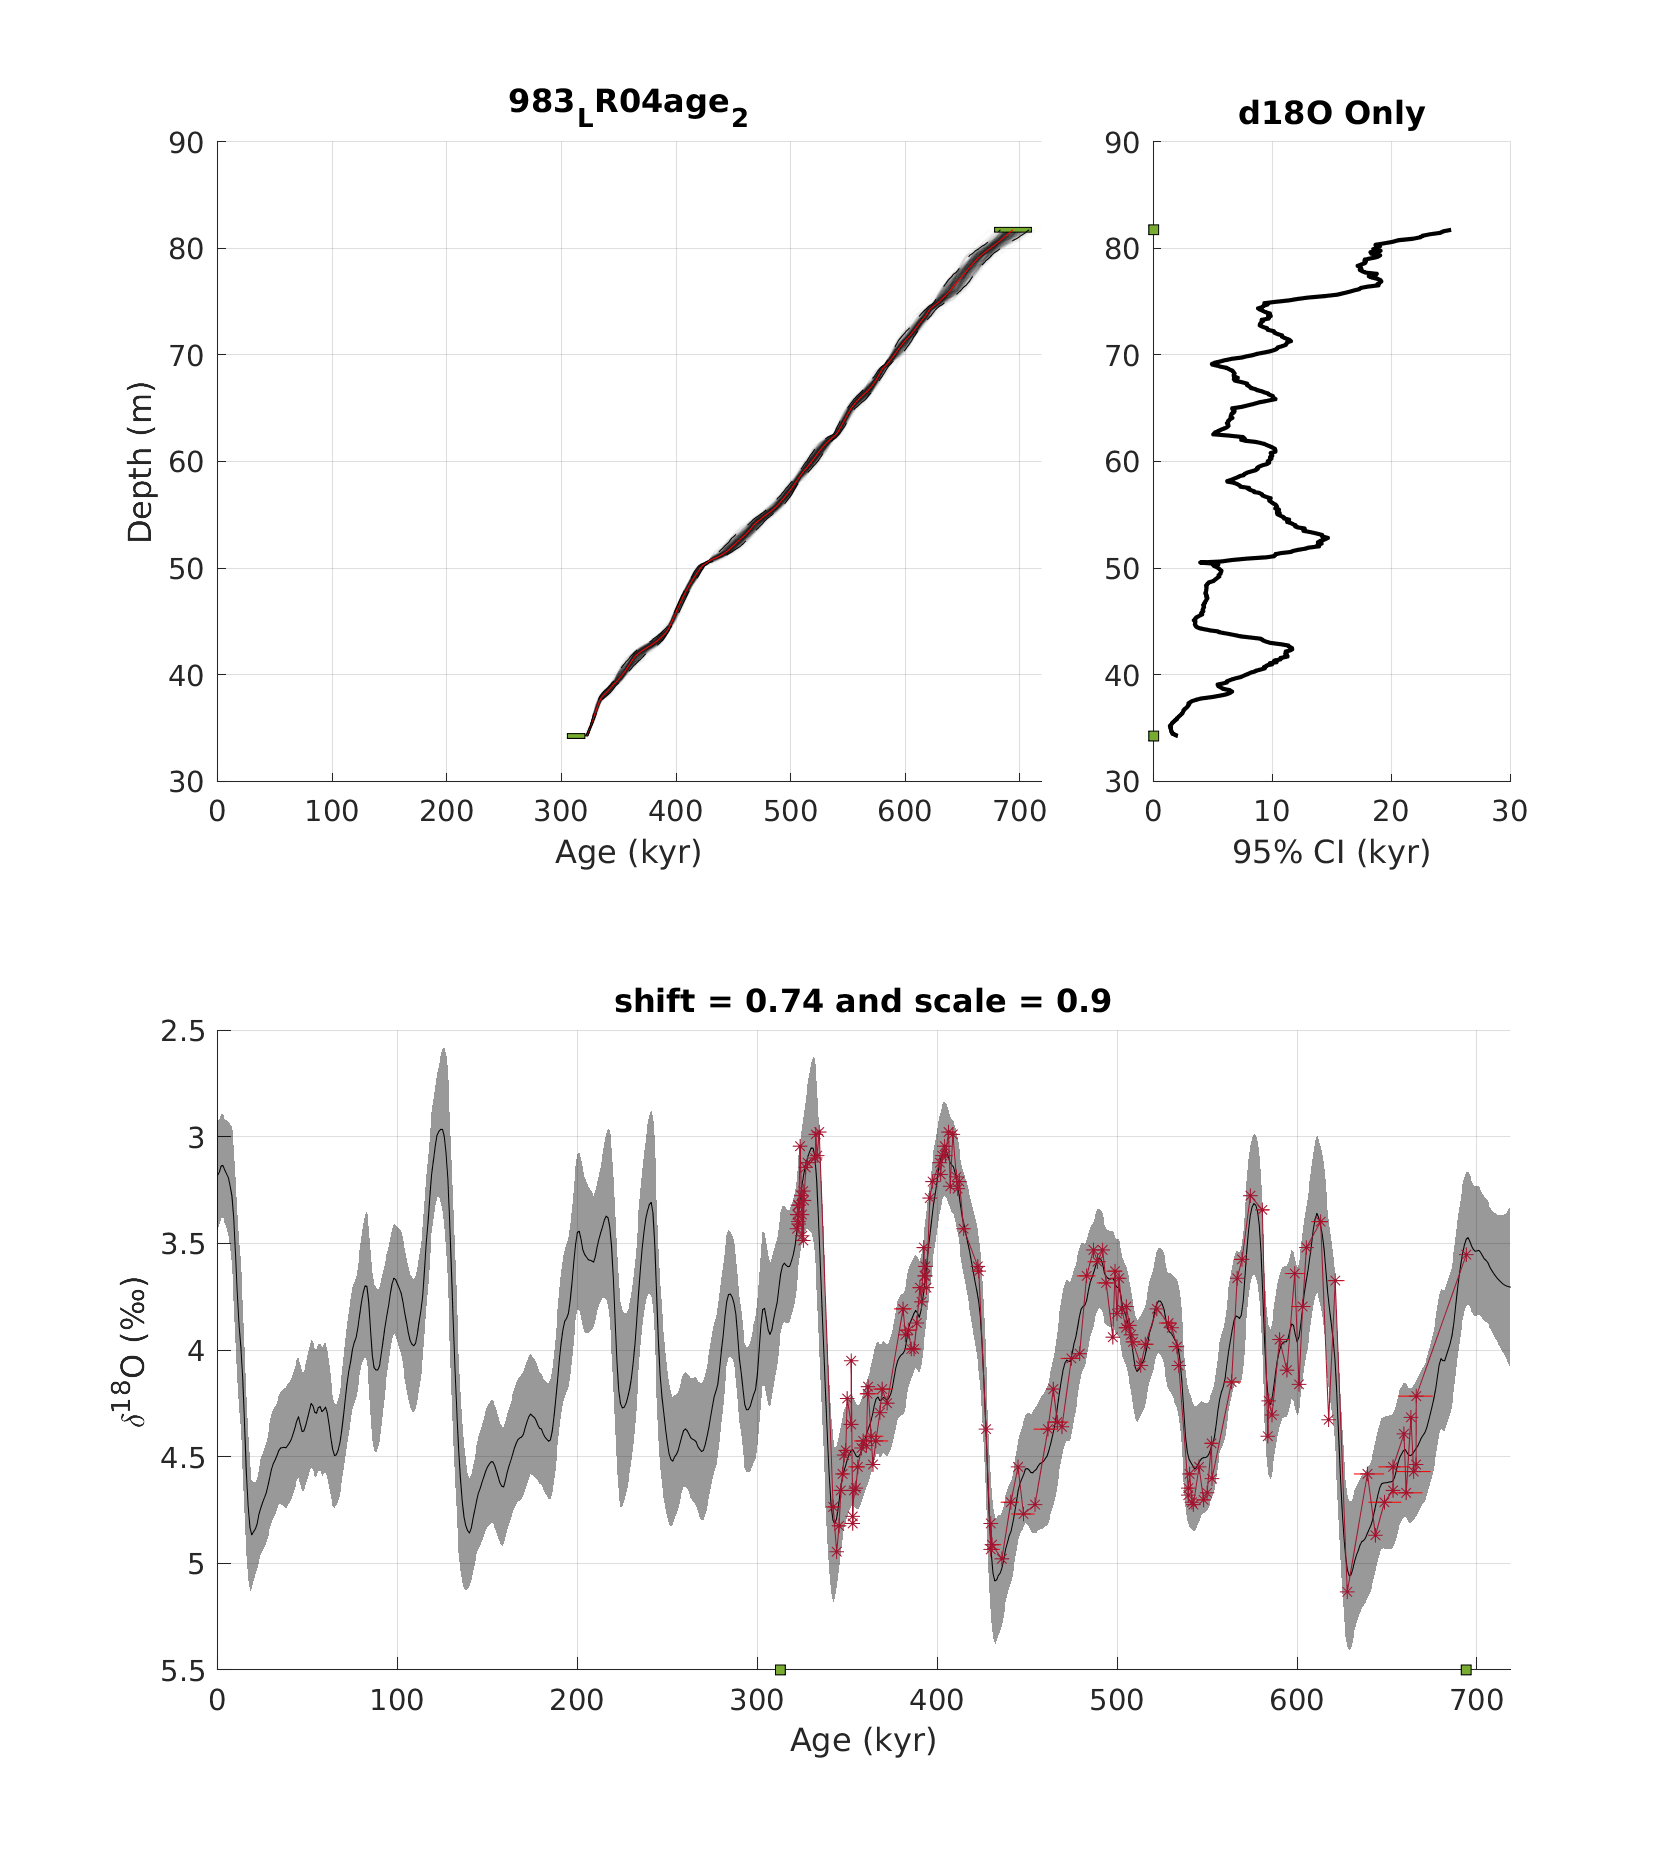 983_LR04age_2
d18O Only
90
80
70
60
50
40
30
Depth (m)
0 100 200 300 400 500 600 700
Age (kyr)
90
80
70
60
50
40
30
0 10 20 30
95% CI (kyr)
shift = 0.74 and scale = 0.9
2.5
3
3.5
4
4.5
5
5.5
δ¹⁸O (‰)
0 100 200 300 400 500 600 700
Age (kyr)